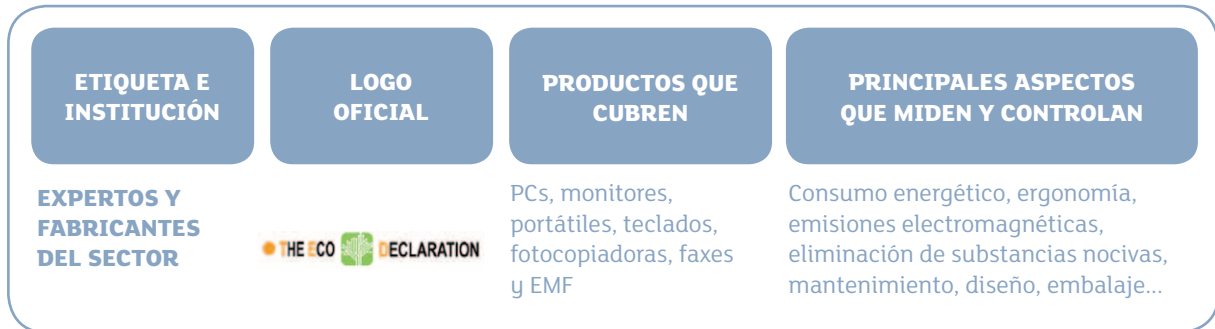 ETIQUETA E
INSTITUCIÓN
LOGO
OFICIAL
PRODUCTOS QUE
CUBREN
PRINCIPALES ASPECTOS
QUE MIDEN Y CONTROLAN
EXPERTOS Y
FABRICANTES
DEL SECTOR
THE ECO DECLARATION
PCs, monitores,
portátiles, teclados,
fotocopiadoras, faxes
y EMF
Consumo energético, ergonomía,
emisiones electromagnéticas,
eliminación de substancias nocivas,
mantenimiento, diseño, embalaje...